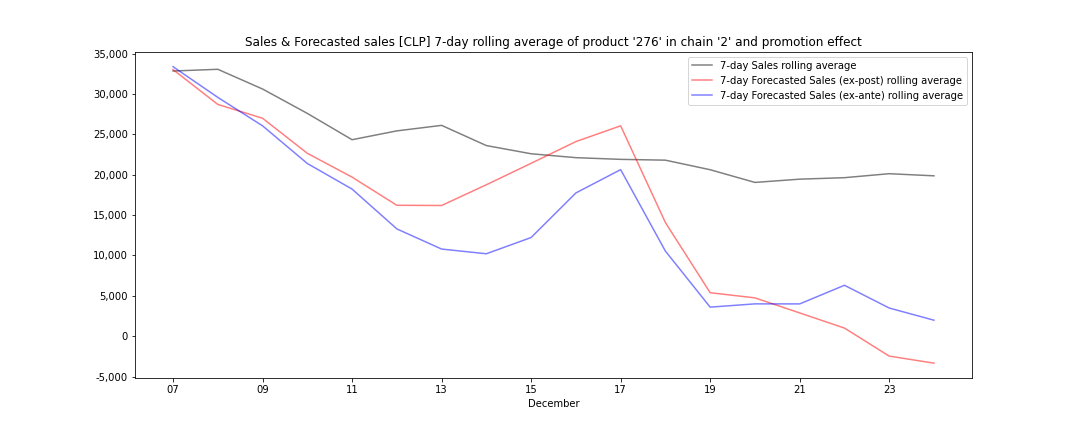 Sales & Forecasted sales [CLP] 7-day rolling average of product '276' in chain '2' and promotion effect
35,000
30,000
25,000
20,000
15,000
10,000
5,000
0
-5,000
7-day Sales rolling average
7-day Forecasted Sales (ex-post) rolling average
7-day Forecasted Sales (ex-ante) rolling average
07 09 11 13 15 17 19 21 23
December